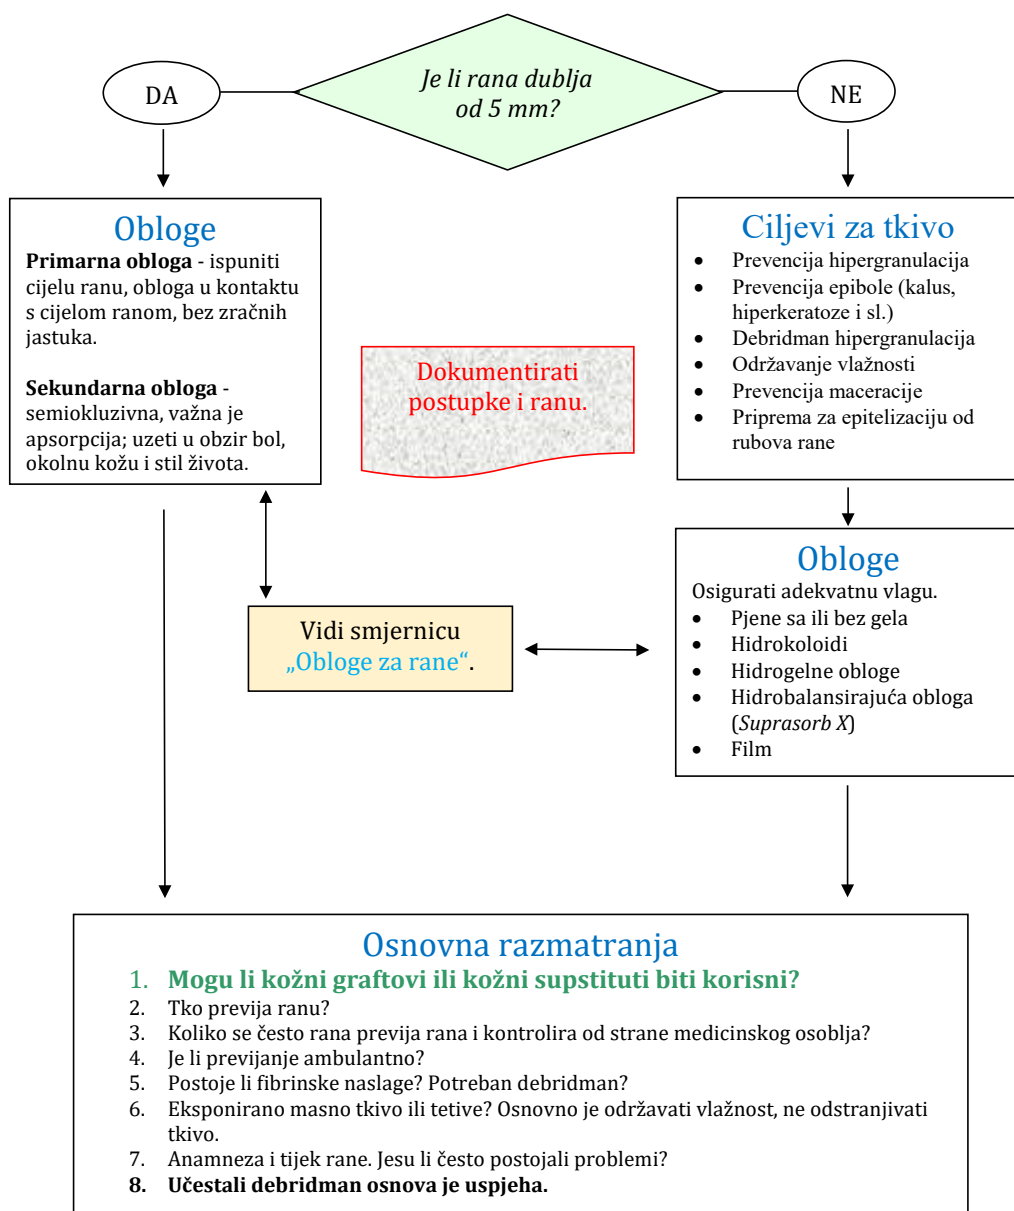 Je li rana dublja
od 5 mm?
DA
NE
Obloge
Primarna obloga - ispuniti
cijelu ranu, obloga u kontaktu
s cijelom ranom, bez zračnih
jastuka.
Sekundarna obloga -
semiokluzivna, važna je
apsorpcija; uzeti u obzir bol,
okolnu kožu i stil života.
Dokumentirati
postupke i ranu.
Ciljevi za tkivo
• Prevencija hipergranulacija
• Prevencija epibole (kalus,
hiperkeratoze i sl.)
• Debridman hipergranulacija
• Održavanje vlažnosti
• Prevencija maceracije
• Priprema za epitelizaciju od
rubova rane
Vidi smjernicu
„Obloge za rane“.
Obloge
Osigurati adekvatnu vlagu.
• Pjene sa ili bez gela
• Hidrokoloidi
• Hidrogelne obloge
• Hidrobalansirajuća obloga
(Suprasorb X)
• Film
Osnovna razmatranja
1. Mogu li kožni graftovi ili kožni supstituti biti korisni?
2. Tko previja ranu?
3. Koliko se često rana previja rana i kontrolira od strane medicinskog osoblja?
4. Je li previjanje ambulantno?
5. Postoje li fibrinske naslage? Potreban debridman?
6. Eksponirano masno tkivo ili tetive? Osnovno je održavati vlažnost, ne odstranjivati
tkivo.
7. Anamneza i tijek rane. Jesu li često postojali problemi?
8. Učestali debridman osnova je uspjeha.